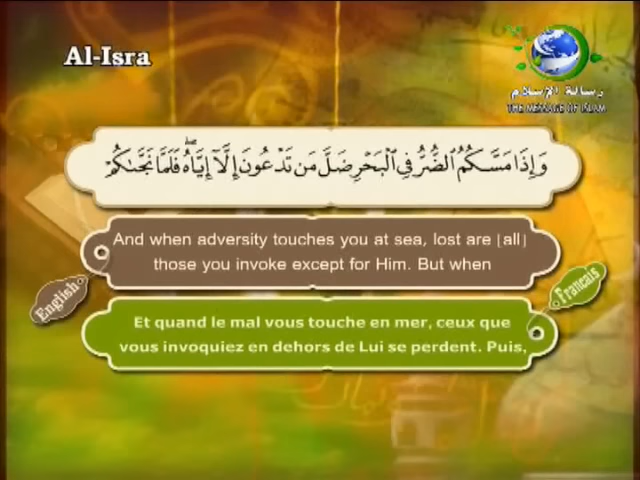 Al-Isra
رسالة الإسلام
THE MESSAGE OF ISLAM
وَإِذَا مَسَّكُمُ ٱلضُّرُّ فِي ٱلْبَحْرِ ضَلَّ مَن تَدْعُونَ إِلَّآ إِيَّاهُ ۖ فَلَمَّا نَجَّىٰكُمْ
And when adversity touches you at sea, lost are [all]
those you invoke except for Him. But when
English
Français
Et quand le mal vous touche en mer, ceux que
vous invoquiez en dehors de Lui se perdent. Puis,